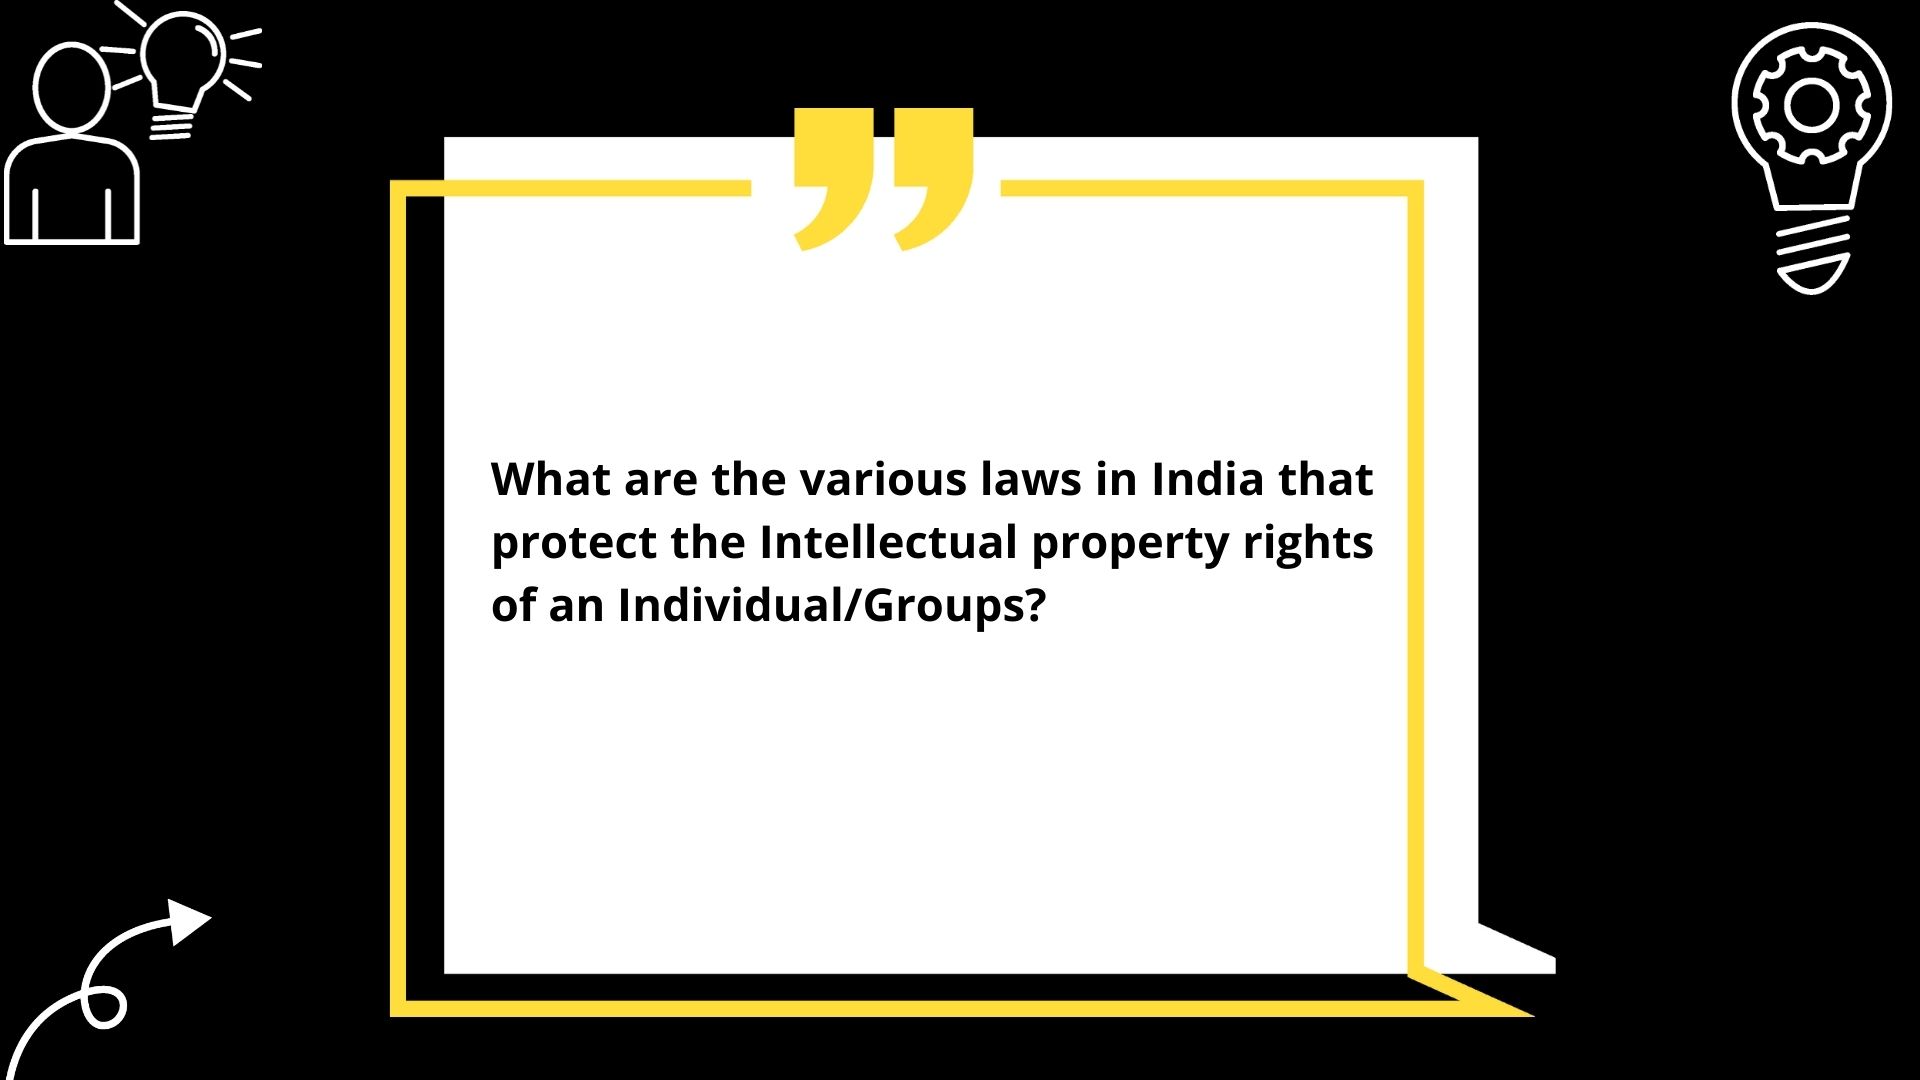 What are the various laws in India that
protect the Intellectual property rights
of an Individual/Groups?